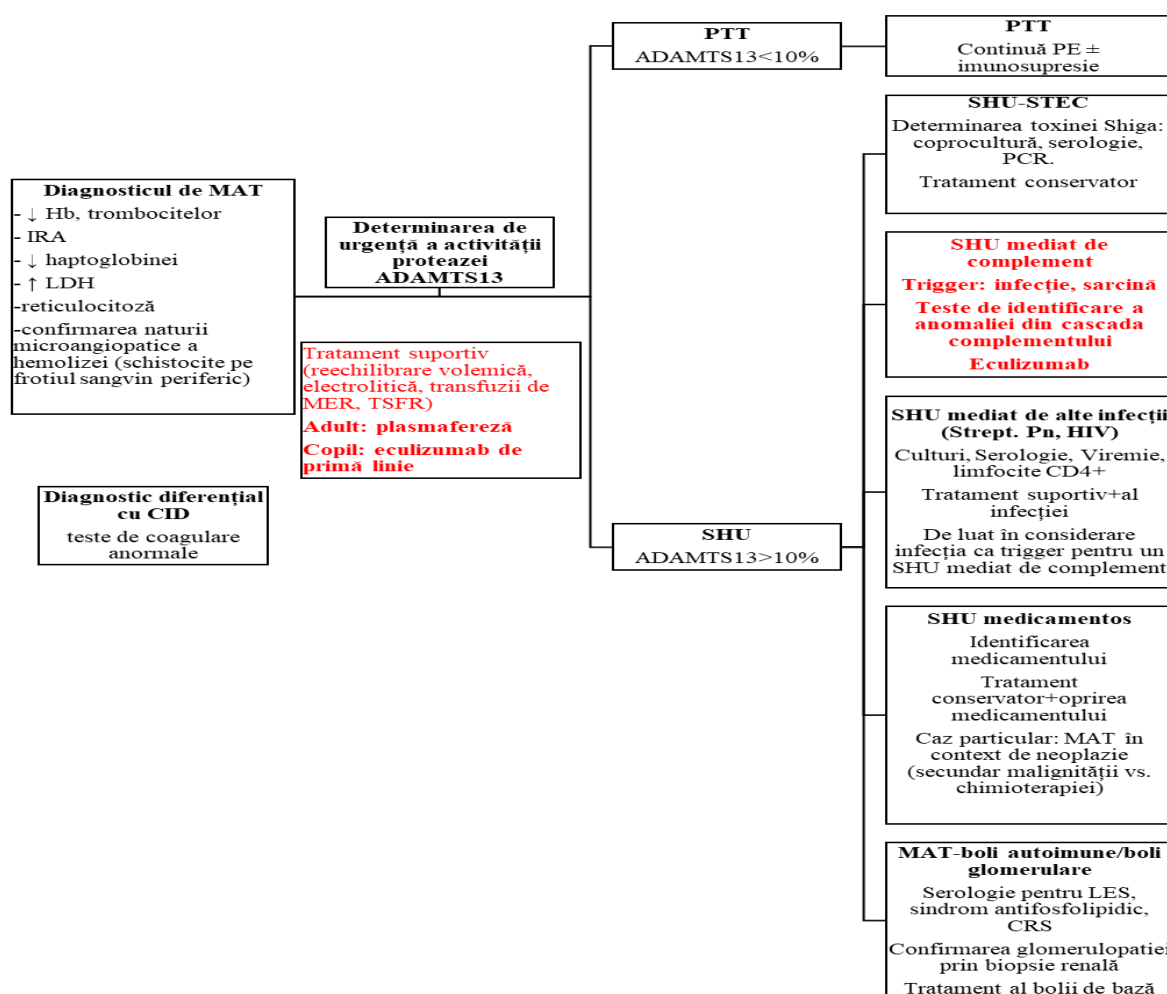 Diagnosticul de MAT
- ↓ Hb, trombocitelor
- IRA
- ↓ haptoglobinei
- ↑ LDH
-reticulocitoză
-confirmarea naturii
microangiopatice a
hemolizei (schistocite pe
frotiul sangvin periferic)
Diagnostic diferențial
cu CID
teste de coagulare
anormale
Determinarea de
urgență a activității
proteazei
ADAMTS13
Tratament suportiv
(reechilibrare volemică,
electrolitică, transfuzii de
MER, TSFR)
Adult: plasmafereză
Copil: eculizumab de
primă linie
PTT
ADAMTS13<10%
SHU
ADAMTS13>10%
PTT
Continuă PE ±
imunosupresie
SHU-STEC
Determinarea toxinei Shiga:
coprocultură, serologie,
PCR.
Tratament conservator
SHU mediat de
complement
Trigger: infecție, sarcină
Teste de identificare a
anomaliei din cascada
complementului
Eculizumab
SHU mediat de alte infecții
(Strept. Pn, HIV)
Culturi, Serologie, Viremie,
limfocite CD4+
Tratament suportiv+al
infecției
De luat în considerare
infecția ca trigger pentru un
SHU mediat de complement
SHU medicamentos
Identificarea
medicamentului
Tratament
conservator+oprirea
medicamentului
Caz particular: MAT în
context de neoplazie
(secundar malignității vs.
chimioterapiei)
MAT-boli autoimune/boli
glomerulare
Serologie pentru LES,
sindrom antifosfolipidic,
CRS
Confirmarea glomerulopatiei
prin biopsie renală
Tratament al bolii de bază